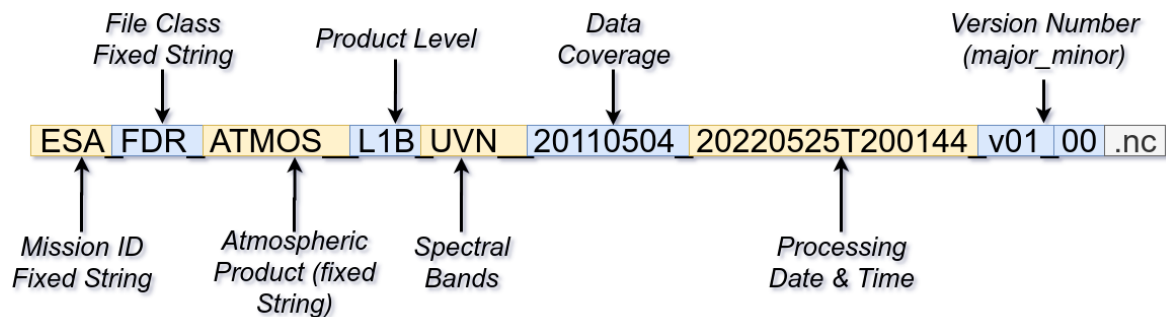 File Class
Fixed String
Product Level
Data
Coverage
Version Number
(major_minor)
ESA_FDR_ATMOS__L1B_UVN__20110504_20220525T200144_v01_00.nc
Mission ID
Fixed String
Atmospheric
Product (fixed
String)
Spectral
Bands
Processing
Date & Time